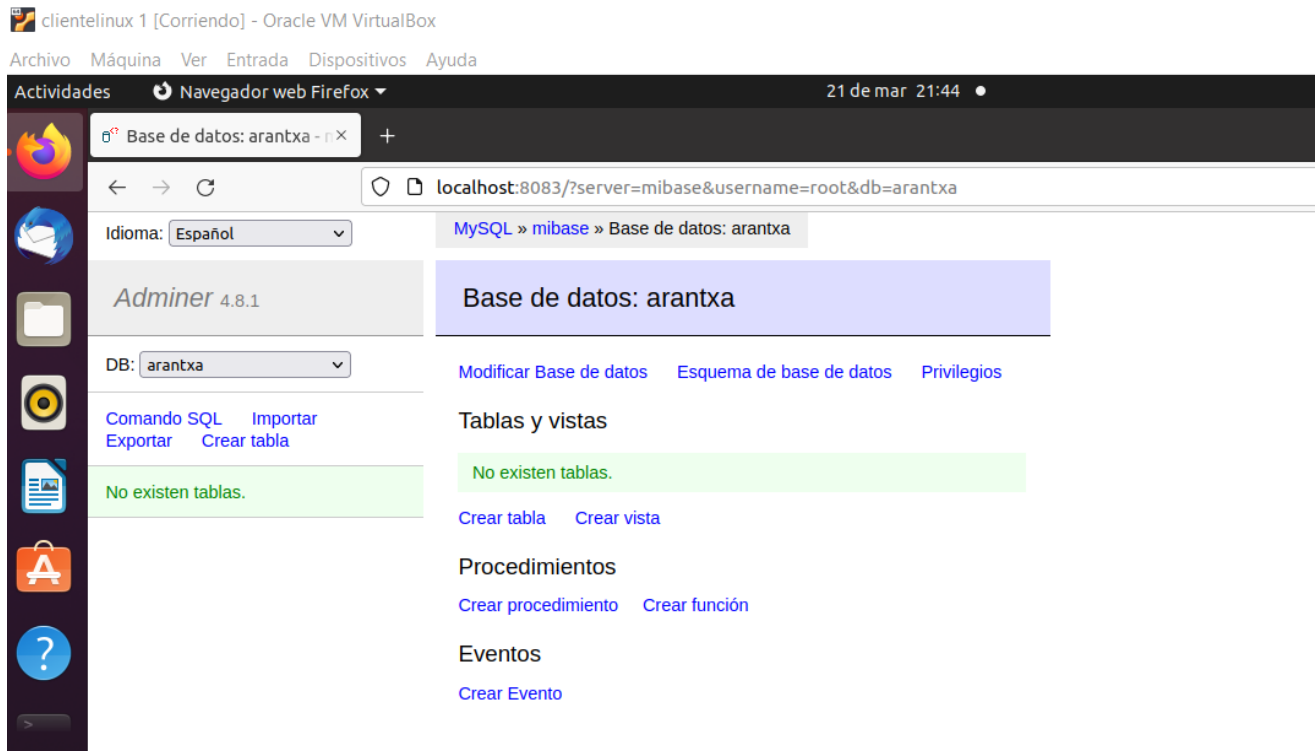 clientelinux 1 [Corriendo] - Oracle VM VirtualBox
Archivo Máquina Ver Entrada Dispositivos Ayuda
Actividades Navegador web Firefox 21 de mar 21:44
Base de datos: arantxa -
localhost:8083/?server=mibase&username=root&db=arantxa
Idioma: Español
MySQL » mibase » Base de datos: arantxa
Adminer 4.8.1
Base de datos: arantxa
DB: arantxa
Modificar Base de datos Esquema de base de datos Privilegios
Comando SQL Importar
Exportar Crear tabla
Tablas y vistas
No existen tablas.
No existen tablas.
Crear tabla Crear vista
Procedimientos
Crear procedimiento Crear función
Eventos
Crear Evento